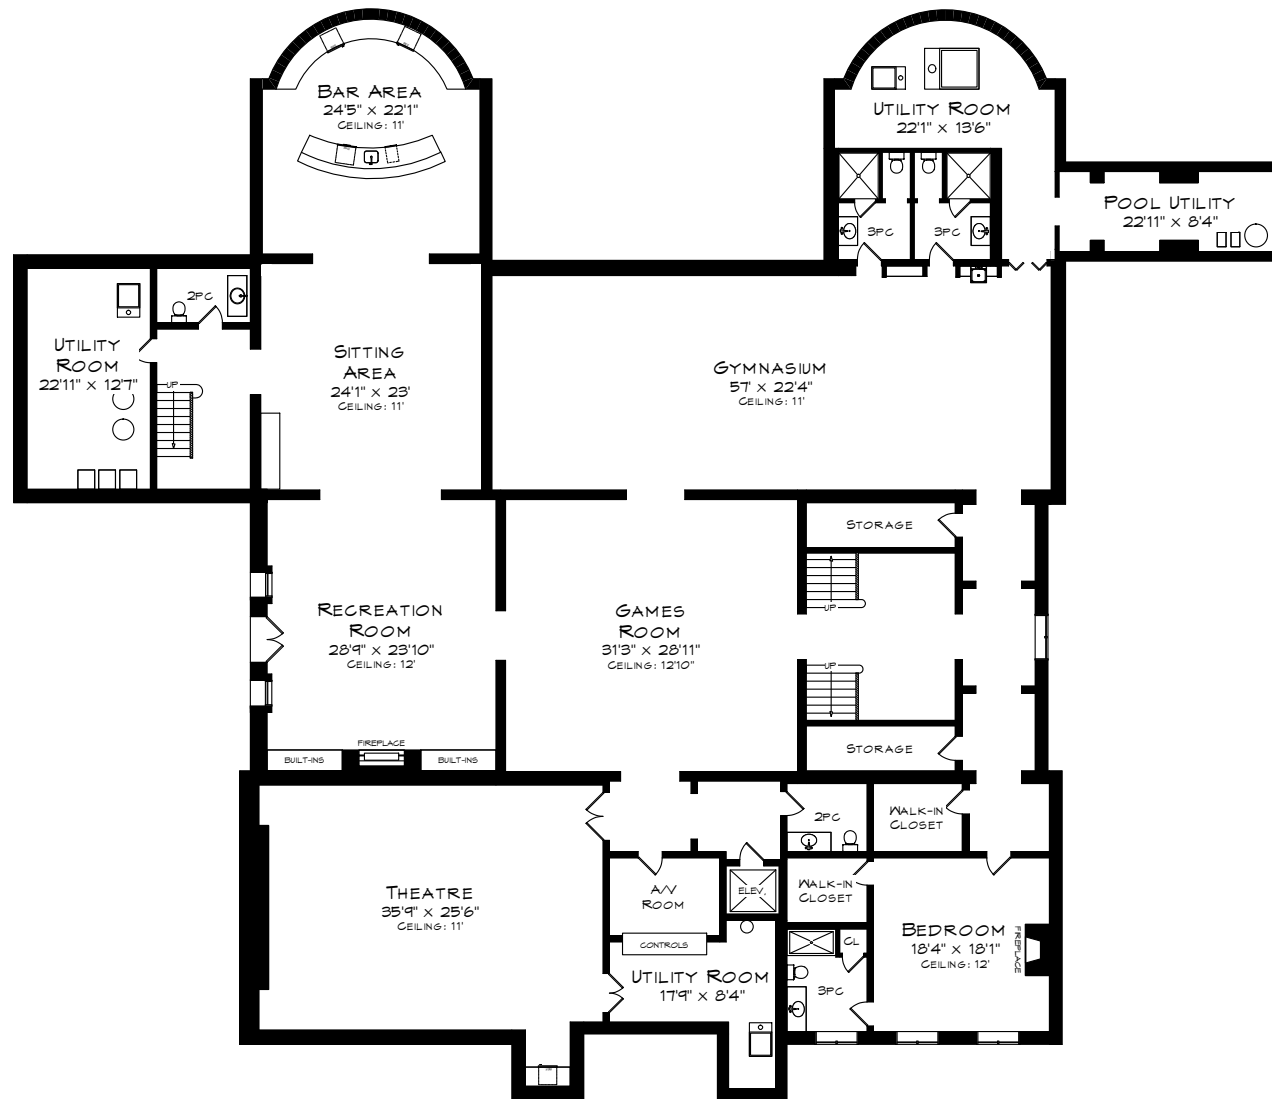 BAR AREA
24'5" x 22'1"
CEILING: 11'
UTILITY ROOM
22'1" x 13'6"
POOL UTILITY
22'11" x 8'4"
3PC
3PC
2PC
UTILITY
ROOM
22'11" x 12'7"
UP
SITTING
AREA
24'1" x 23'
CEILING: 11'
GYMNASIUM
57' x 22'4"
CEILING: 11'
STORAGE
RECREATION
ROOM
28'9" x 23'10"
CEILING: 12'
GAMES
ROOM
31'3" x 28'11"
CEILING: 12'10"
UP
UP
FIREPLACE
BUILT-INS
BUILT-INS
STORAGE
2PC
WALK-IN
CLOSET
THEATRE
35'9" x 25'6"
CEILING: 11'
A/V
ROOM
ELEV.
WALK-IN
CLOSET
CONTROLS
CL
BEDROOM
18'4" x 18'1"
CEILING: 12'
FIREPLACE
UTILITY ROOM
17'9" x 8'4"
3PC